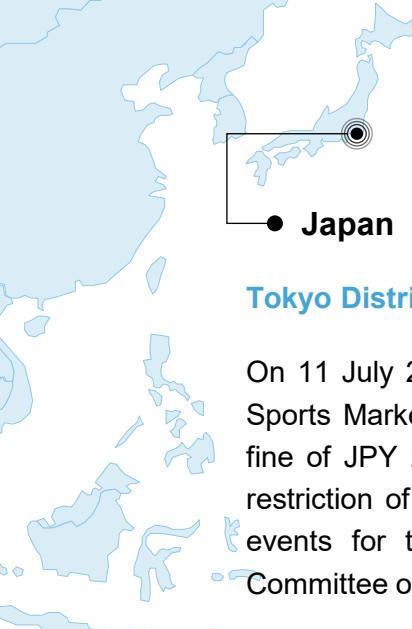 Japan
Tokyo Distri
On 11 July 2
Sports Marke
fine of JPY
restriction of
events for t
Committee o